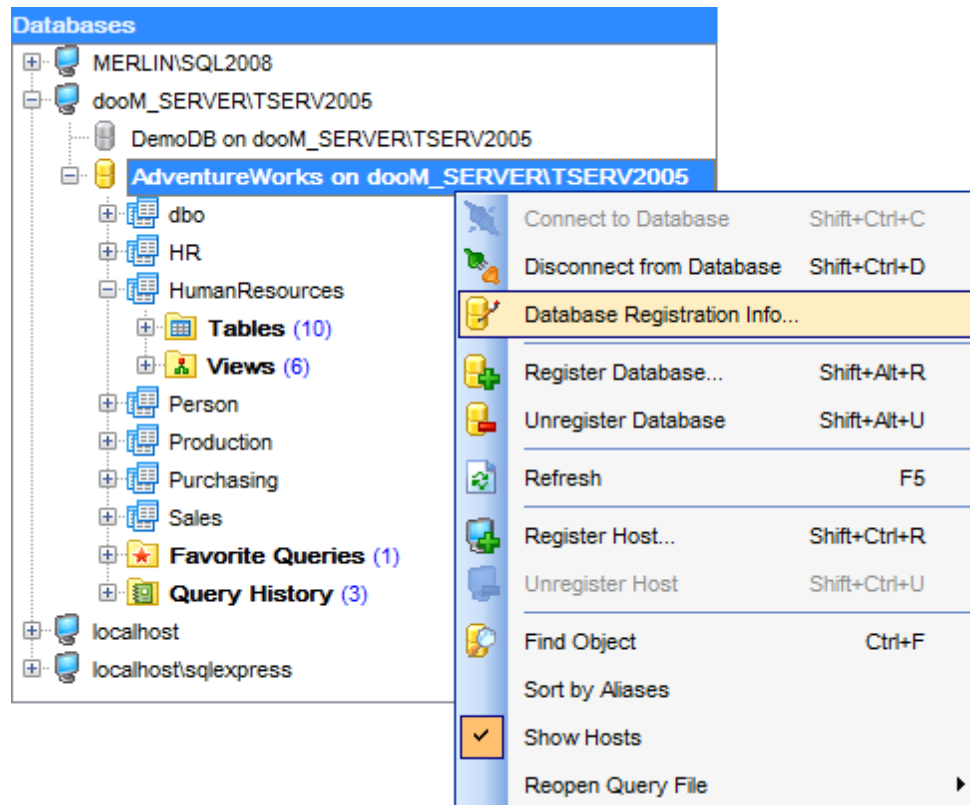 Databases
MERLIN\SQL2008
dooM_SERVER\TSERV2005
DemoDB on dooM_SERVER\TSERV2005
AdventureWorks on dooM_SERVER\TSERV2005
dbo
HR
HumanResources
Tables (10)
Views (6)
Person
Production
Purchasing
Sales
Favorite Queries (1)
Query History (3)
localhost
localhost\sqlexpress
Connect to Database Shift+Ctrl+C
Disconnect from Database Shift+Ctrl+D
Database Registration Info...
Register Database... Shift+Alt+R
Unregister Database Shift+Alt+U
Refresh F5
Register Host... Shift+Ctrl+R
Unregister Host Shift+Ctrl+U
Find Object Ctrl+F
Sort by Aliases
Show Hosts
Reopen Query File